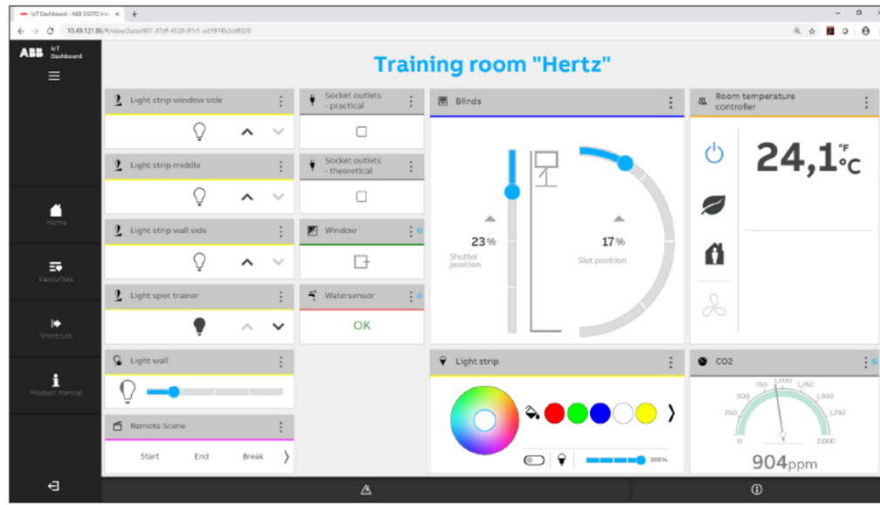 IoT Dashboard - ABB
ABB IoT
Dashboard
Training room "Hertz"
Light strip window side
Light strip middle
Light strip wall side
Light spot trainer
Light wall
Remote Scene
Start End Break
Socket outlets
- practical
Socket outlets
- theoretical
Window
Watersensor
OK
Blinds
23%
Shutter
position
17%
Slat position
Light strip
100%
Room temperature
controller
24,1 °F
°C
CO2
0
250
500
750
1,000
1,250
1,750
2,000
904ppm
Home
Favourites
Shortcuts
Product manual